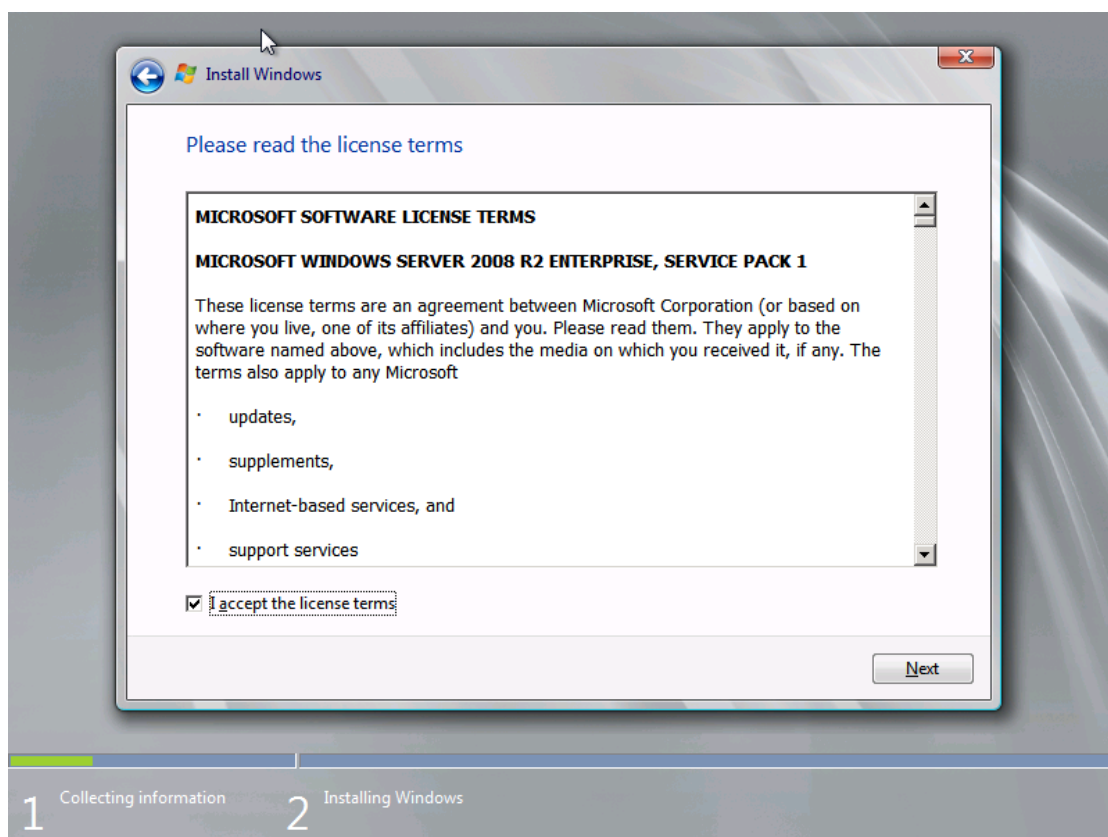 Install Windows
Please read the license terms
MICROSOFT SOFTWARE LICENSE TERMS
MICROSOFT WINDOWS SERVER 2008 R2 ENTERPRISE, SERVICE PACK 1
These license terms are an agreement between Microsoft Corporation (or based on
where you live, one of its affiliates) and you. Please read them. They apply to the
software named above, which includes the media on which you received it, if any. The
terms also apply to any Microsoft
· updates,
· supplements,
· Internet-based services, and
· support services
I accept the license terms
Next
1 Collecting information
2 Installing Windows